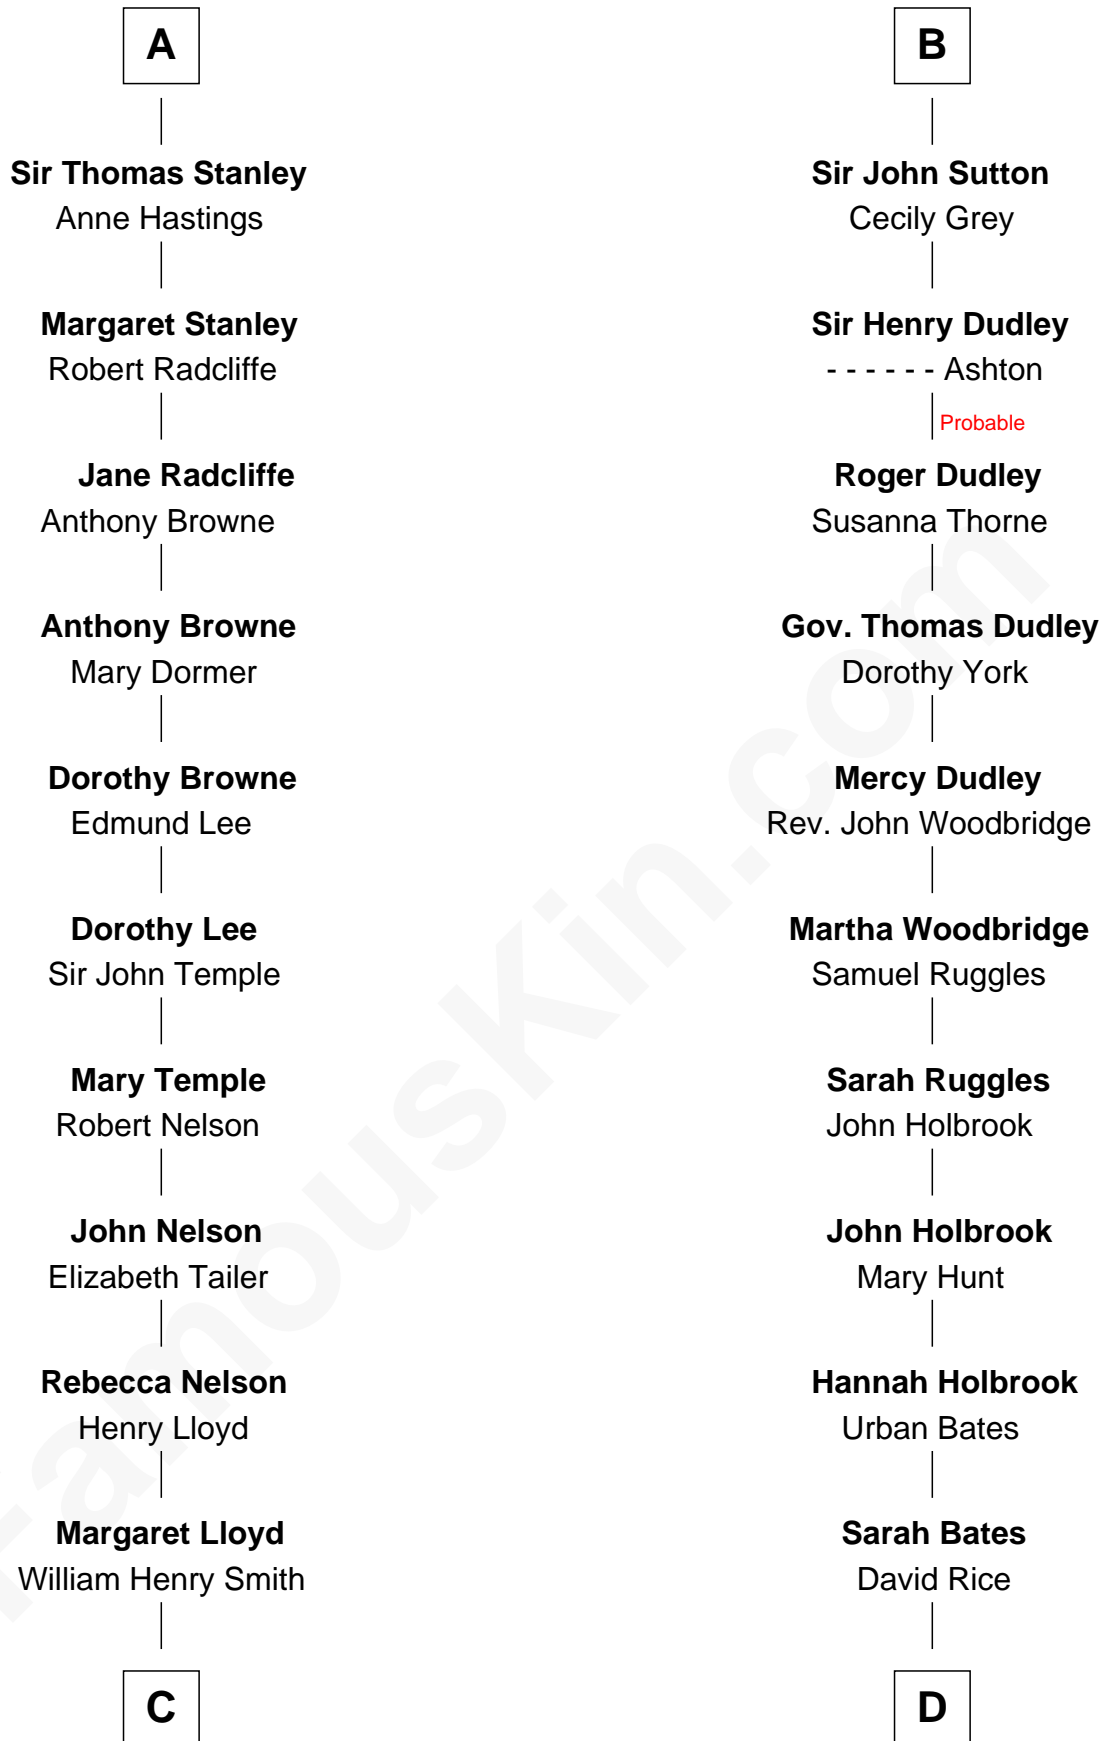 A
Sir Thomas Stanley
Anne Hastings
Margaret Stanley
Robert Radcliffe
Jane Radcliffe
Anthony Browne
Anthony Browne
Mary Dormer
Dorothy Browne
Edmund Lee
Dorothy Lee
Sir John Temple
Mary Temple
Robert Nelson
John Nelson
Elizabeth Tailer
Rebecca Nelson
Henry Lloyd
Margaret Lloyd
William Henry Smith
C
B
Sir John Sutton
Cecily Grey
Sir Henry Dudley
- - - - - - Ashton
Probable
Roger Dudley
Susanna Thorne
Gov. Thomas Dudley
Dorothy York
Mercy Dudley
Rev. John Woodbridge
Martha Woodbridge
Samuel Ruggles
Sarah Ruggles
John Holbrook
John Holbrook
Mary Hunt
Hannah Holbrook
Urban Bates
Sarah Bates
David Rice
D
FamousKin.com